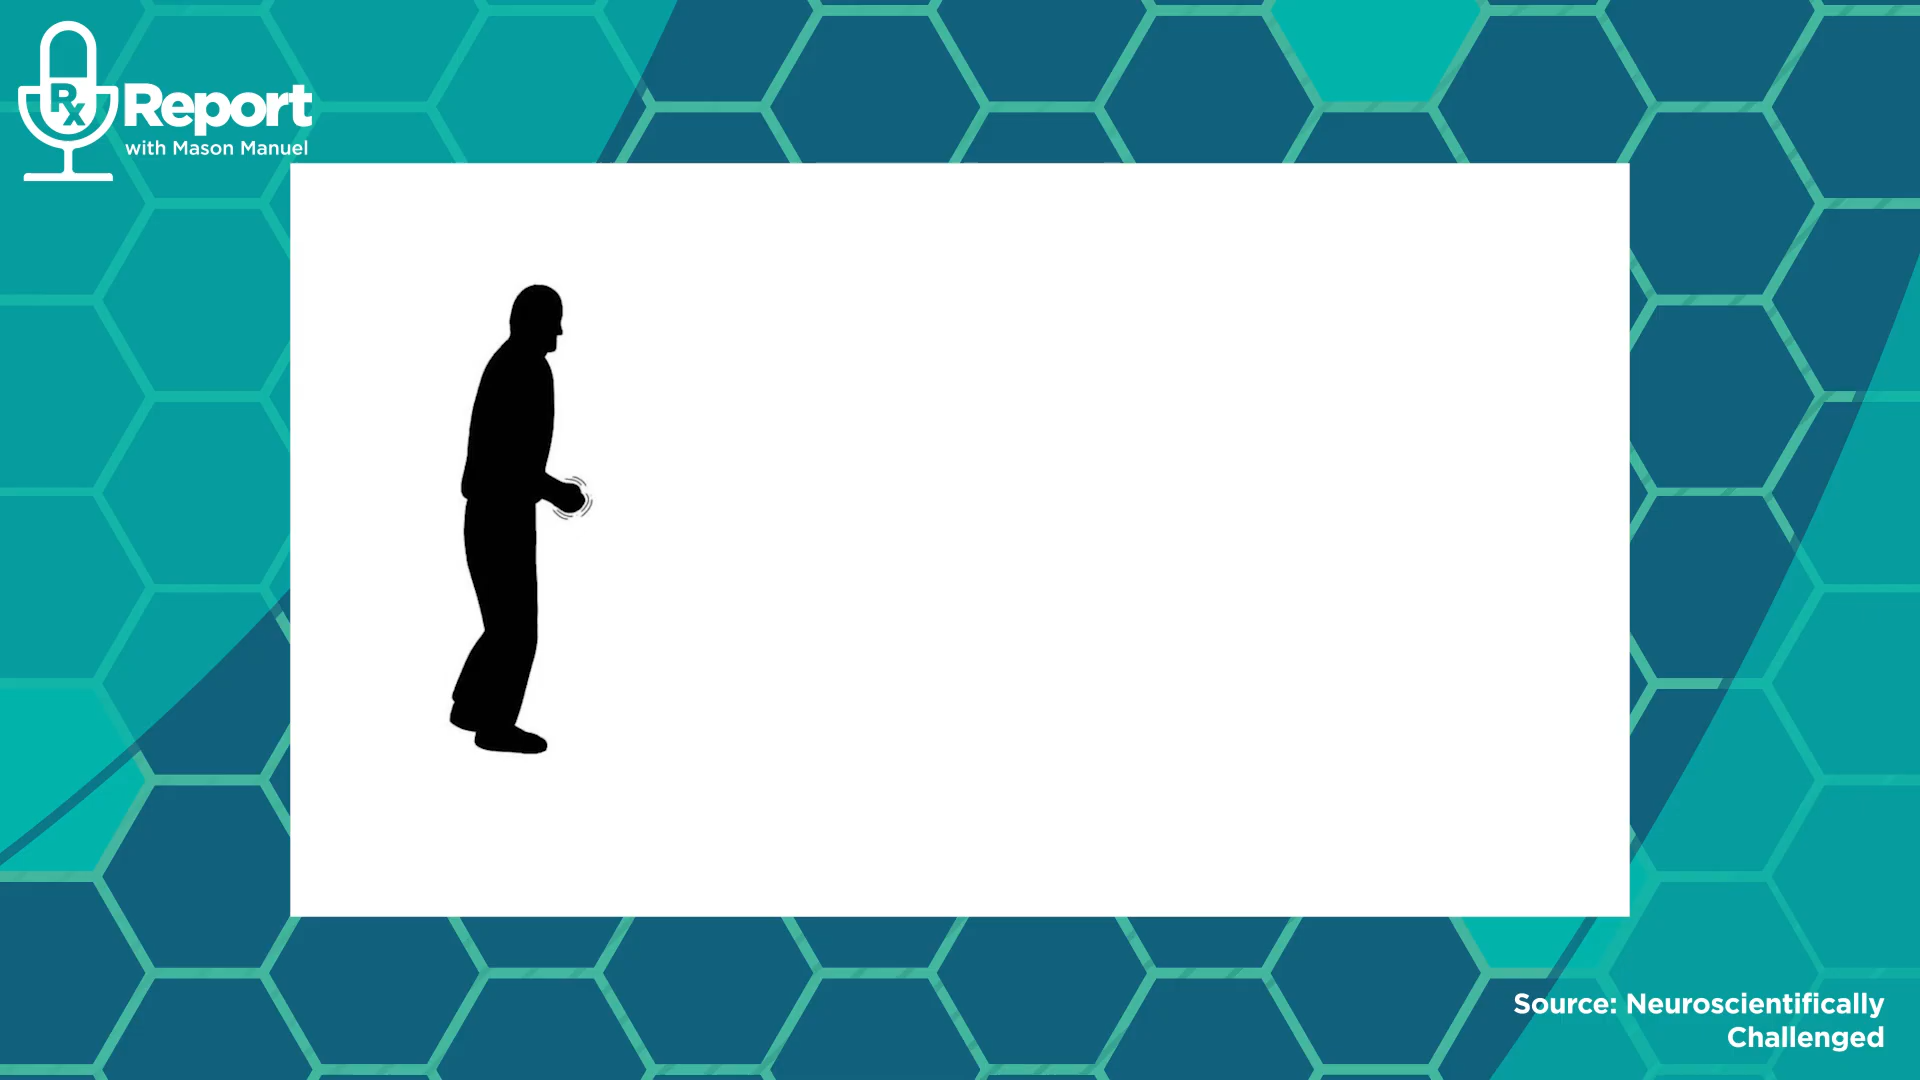 Rx
Report
with Mason Manuel
Source: Neuroscientifically
Challenged